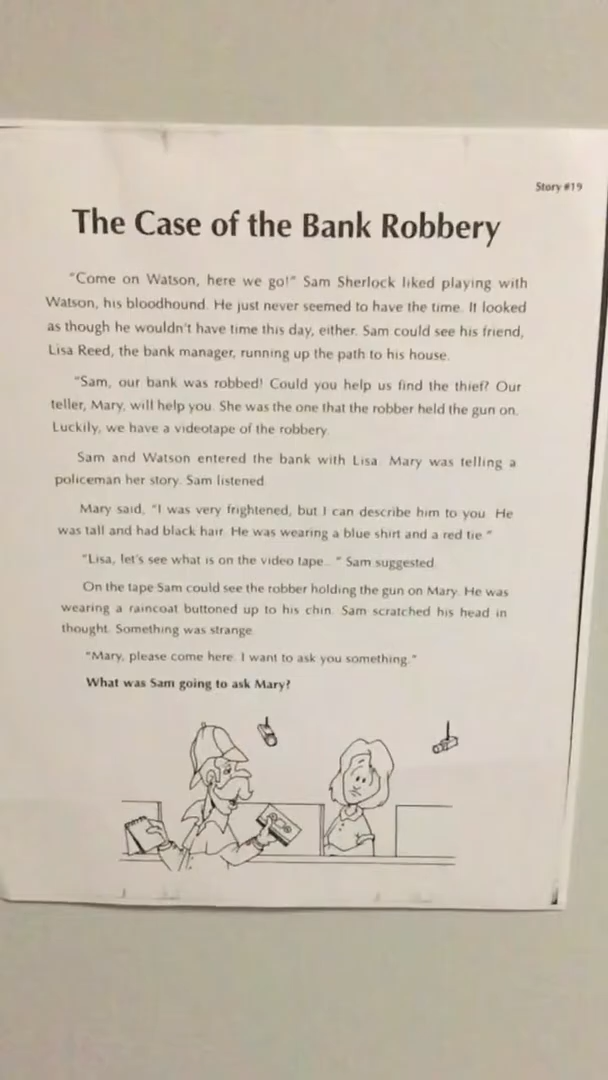 Story #19
The Case of the Bank Robbery
"Come on Watson, here we go!" Sam Sherlock liked playing with
Watson, his bloodhound. He just never seemed to have the time. It looked
as though he wouldn't have time this day, either. Sam could see his friend,
Lisa Reed, the bank manager, running up the path to his house.
"Sam, our bank was robbed! Could you help us find the thief? Our
teller, Mary, will help you. She was the one that the robber held the gun on.
Luckily, we have a videotape of the robbery.
Sam and Watson entered the bank with Lisa. Mary was telling a
policeman her story. Sam listened.
Mary said, "I was very frightened, but I can describe him to you. He
was tall and had black hair. He was wearing a blue shirt and a red tie."
"Lisa, let's see what is on the video tape..." Sam suggested.
On the tape Sam could see the robber holding the gun on Mary. He was
wearing a raincoat buttoned up to his chin. Sam scratched his head in
thought. Something was strange.
"Mary, please come here. I want to ask you something."
What was Sam going to ask Mary?